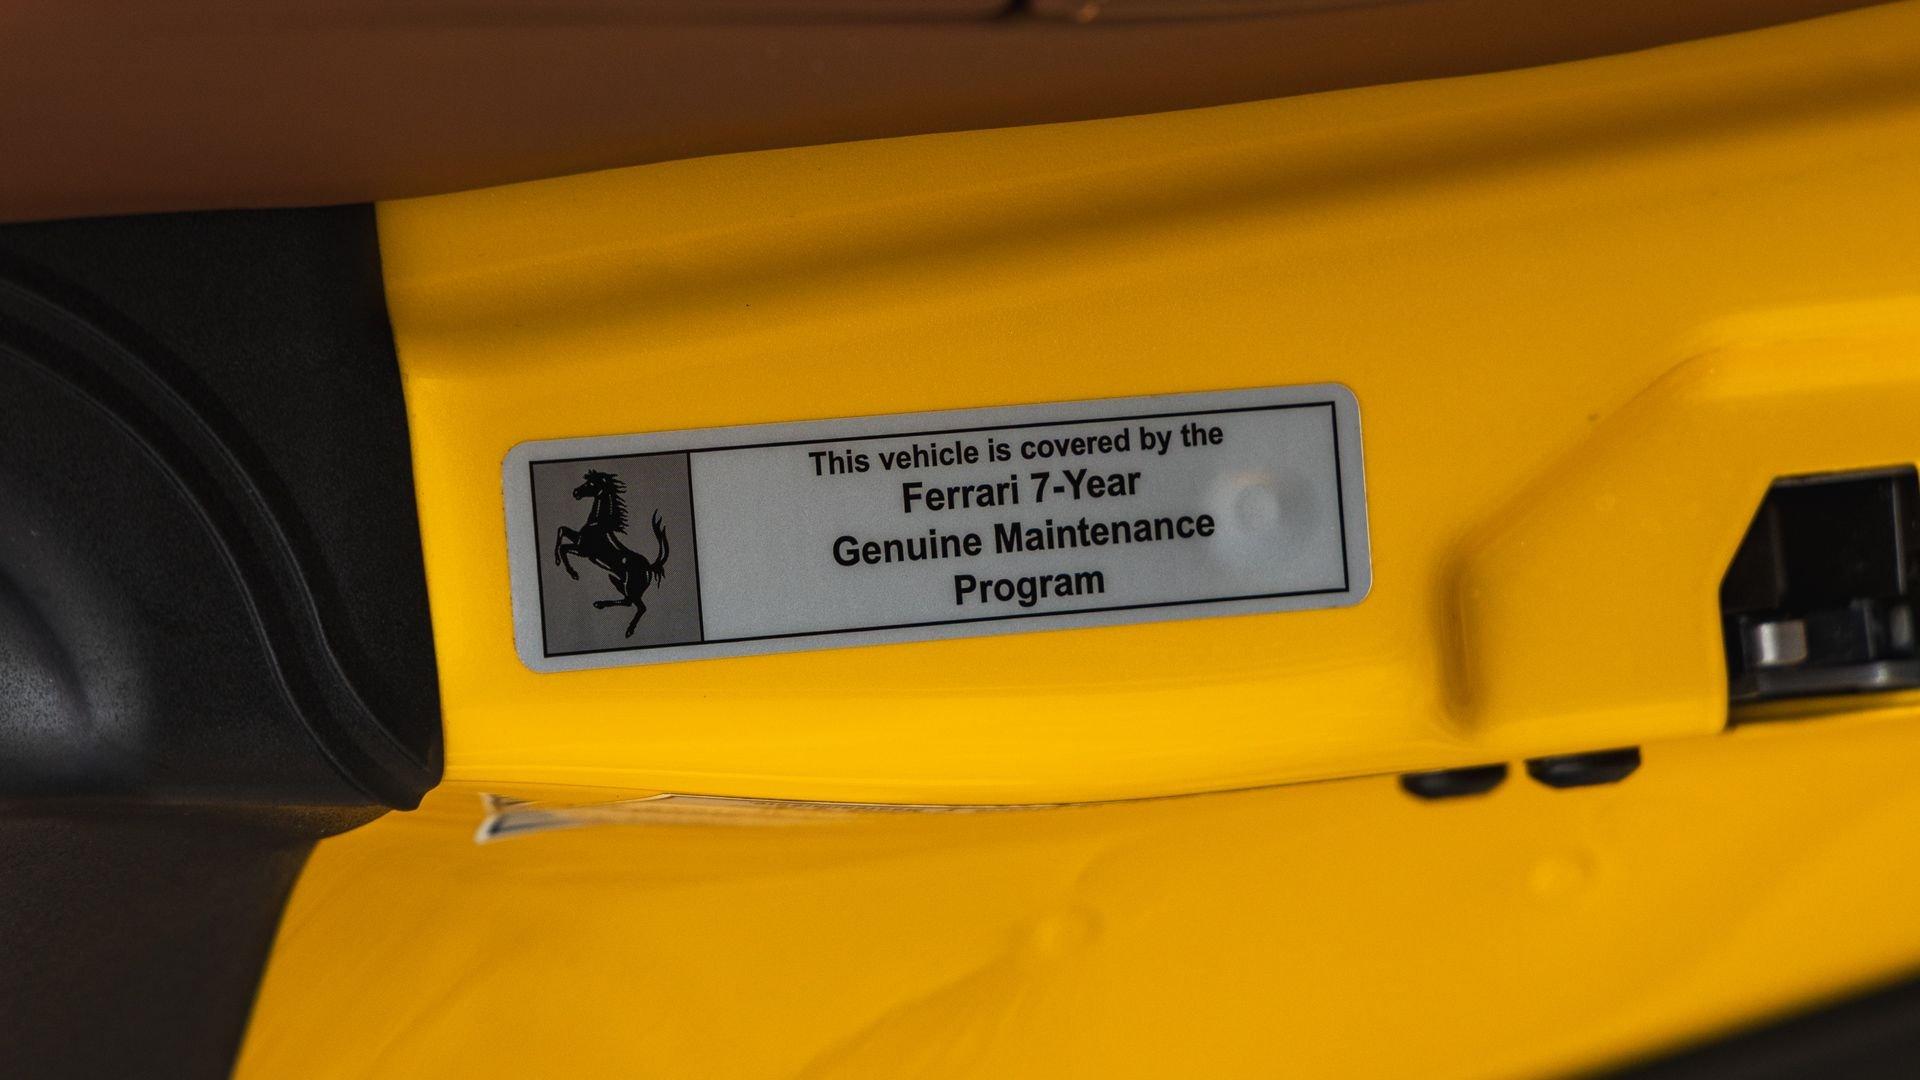 This vehicle is covered by the
Ferrari 7-Year
Genuine Maintenance
Program